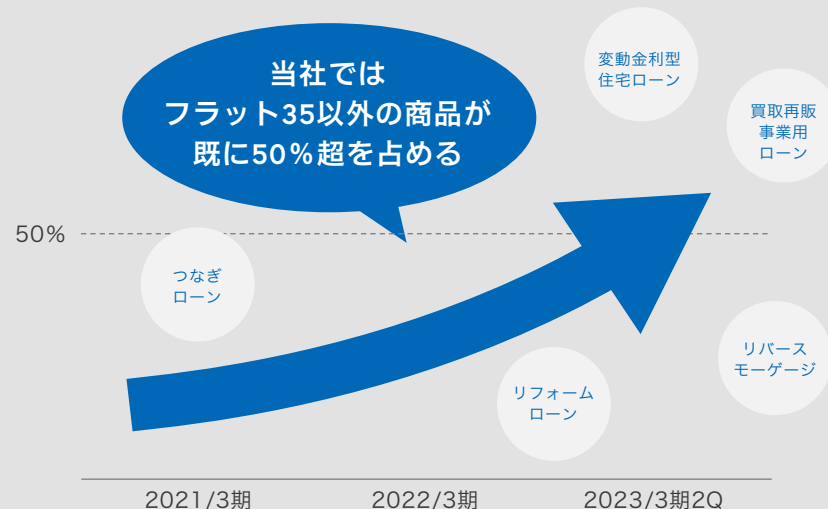 当社では
フラット35以外の商品が
既に50%超を占める
変動金利型
住宅ローン
買取再販
事業用
ローン
50%
つなぎ
ローン
リバース
モーゲージ
リフォーム
ローン
2021/3期
2022/3期
2023/3期2Q